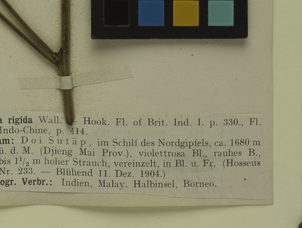 rigida Wall. — Hook. Fl. of Brit. Ind. I. p. 330., Fl.
Indo-Chine, p. 414.
am: Doi Sutäp, im Schilf des Nordgipfels, ca. 1680 m
ü. d. M. (Djieng Mai Prov.), violettrosa Bl., rauhes B.,
bis 1½ m hoher Strauch, vereinzelt, in Bl. u. Fr. (Hosseus
Nr. 233. — Blühend 11. Dez. 1904.)
ogr. Verbr.: Indien, Malay. Halbinsel, Borneo.